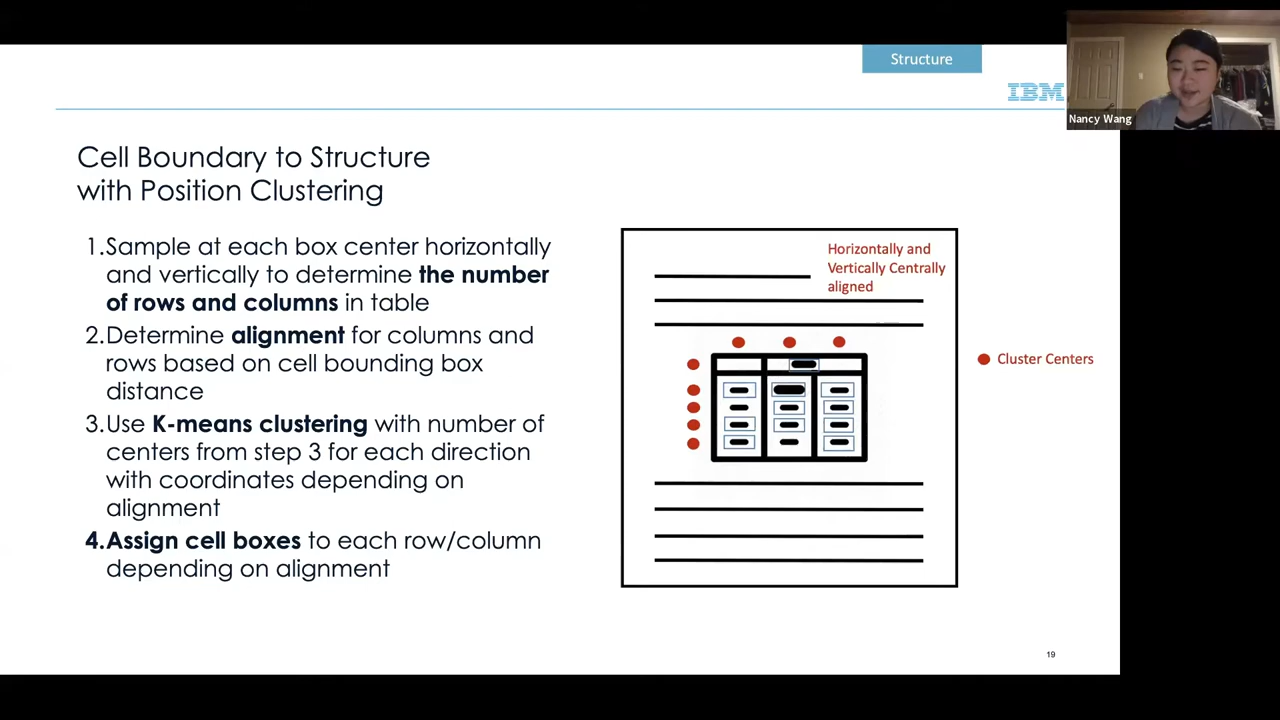 Structure
IBM
Nancy Wang
Cell Boundary to Structure
with Position Clustering
1.Sample at each box center horizontally
and vertically to determine the number
of rows and columns in table
2.Determine alignment for columns and
rows based on cell bounding box
distance
3.Use K-means clustering with number of
centers from step 3 for each direction
with coordinates depending on
alignment
4.Assign cell boxes to each row/column
depending on alignment
Horizontally and
Vertically Centrally
aligned
Cluster Centers
19